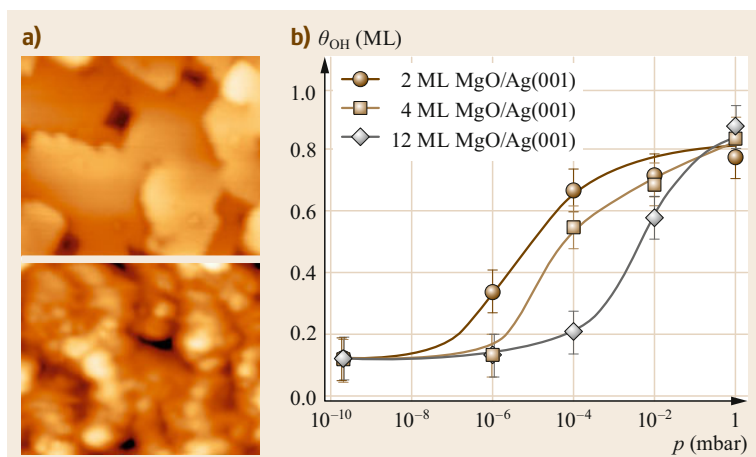 a)
b) θOH (ML)
2 ML MgO/Ag(001)
4 ML MgO/Ag(001)
12 ML MgO/Ag(001)
1.0
0.8
0.6
0.4
0.2
0.0
10⁻¹⁰ 10⁻⁸ 10⁻⁶ 10⁻⁴ 10⁻² 1
p (mbar)